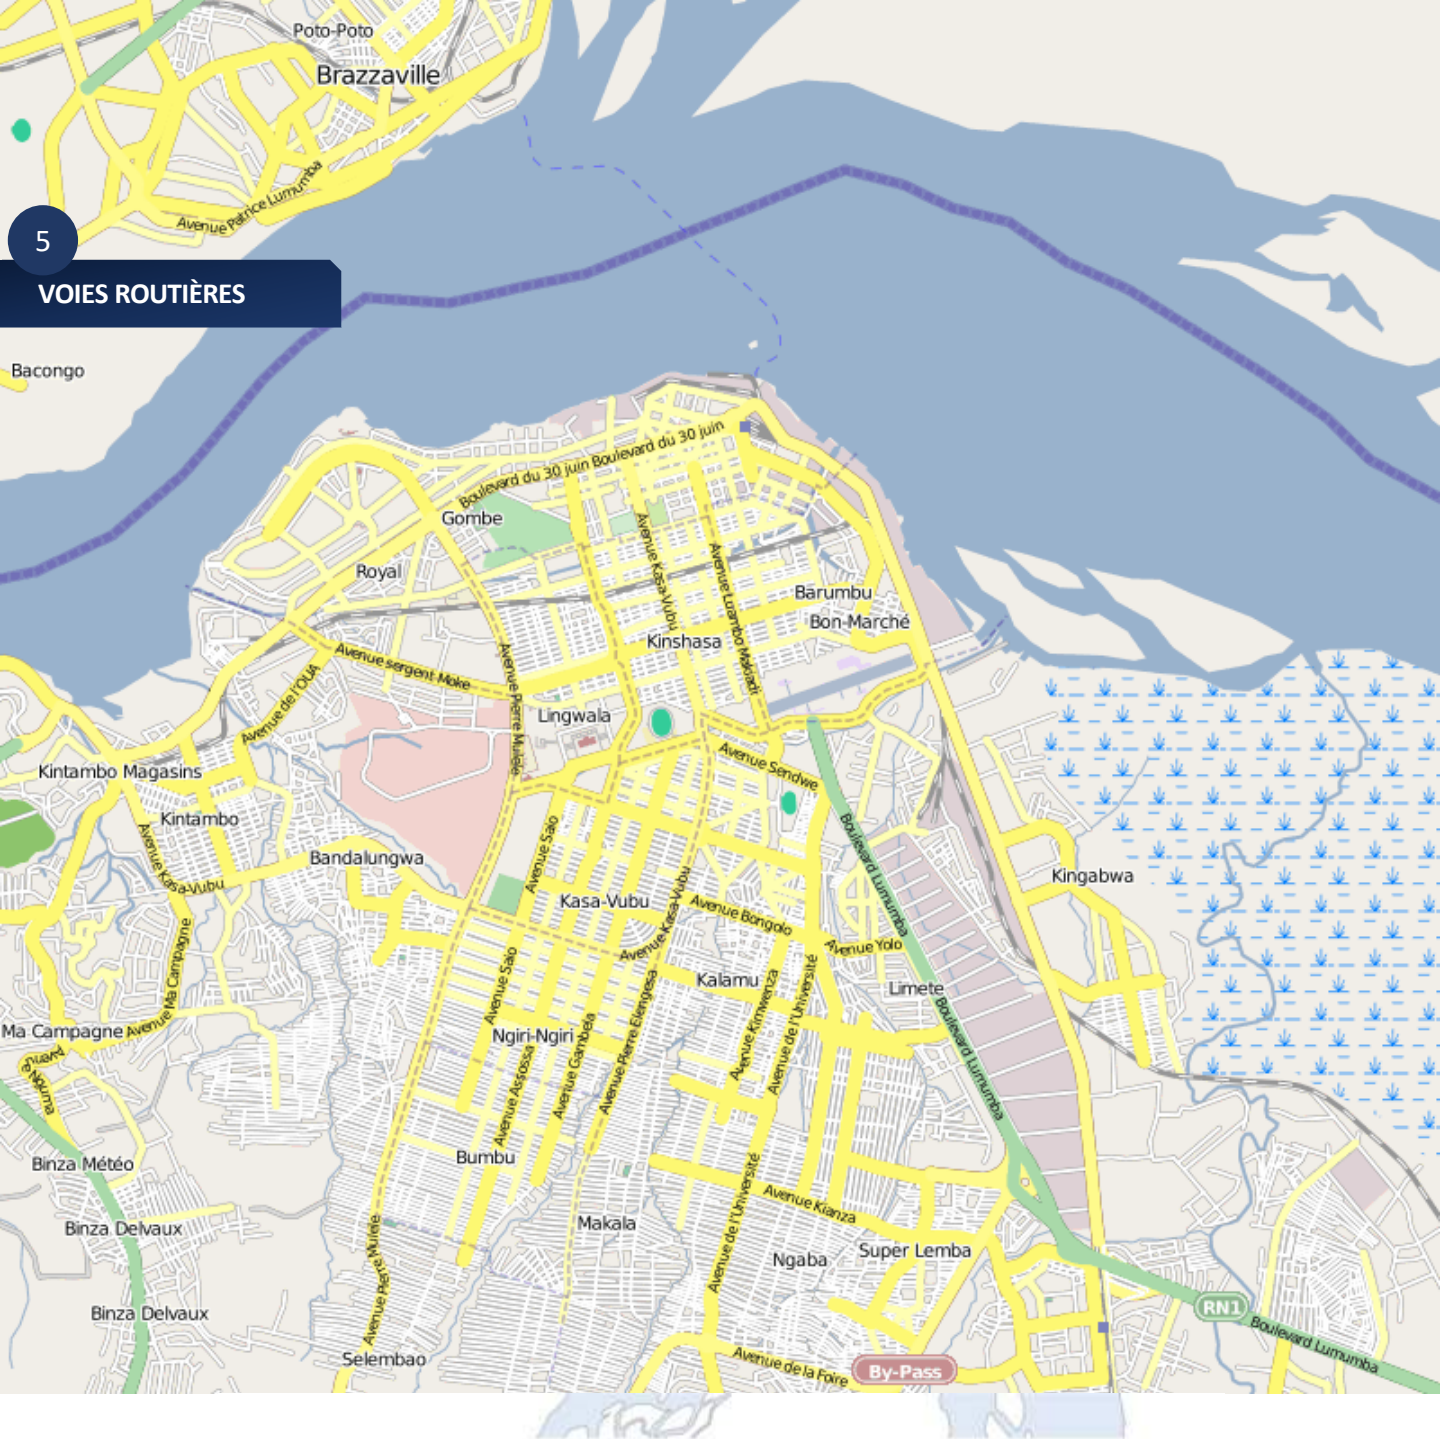 Poto-Poto
Brazzaville
Avenue Patrice Lumumba
5
VOIES ROUTIÈRES
Bacongo
Boulevard du 30 juin Boulevard du 30 juin
Gombe
Royal
Avenue Kasa-Vubu
Avenue Luambo Makiadi
Barumbu
Bon-Marché
Kinshasa
Avenue sergent Moke
Avenue de l'OUA
Avenue Pierre Mulele
Lingwala
Avenue Sendwe
Kintambo Magasins
Kintambo
Avenue Kasa-Vubu
Bandalungwa
Avenue Saio
Boulevard Lumumba
Kingabwa
Kasa-Vubu
Avenue Kasa-Vubu
Avenue Bongolo
Avenue Yolo
Avenue Ma Campagne
Avenue Saio
Kalamu
Limete
Ma Campagne
Ngiri-Ngiri
Avenue Gambela
Avenue Pierre Elengesa
Avenue Kimwenza
Avenue de l'Université
Boulevard Lumumba
Avenue Assossa
Binza Météo
Bumbu
Avenue de l'Université
Avenue Kianza
Binza Delvaux
Makala
Ngaba
Super Lemba
Avenue Pierre Mulele
Binza Delvaux
RN1
Boulevard Lumumba
Selembao
Avenue de la Foire
By-Pass